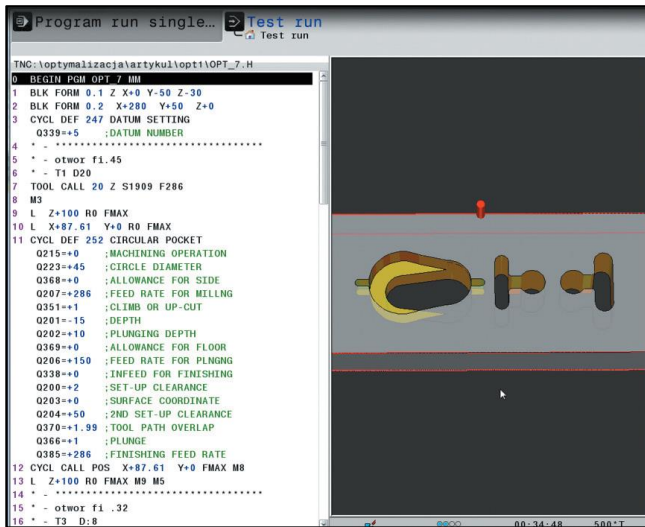 Program run single...
Test run
Test run
TNC:\optymalizacja\artykul\opt1\OPT_7.H
0 BEGIN PGM OPT_7 MM
1 BLK FORM 0.1 Z X+0 Y-50 Z-30
2 BLK FORM 0.2 X+280 Y+50 Z+0
3 CYCL DEF 247 DATUM SETTING
Q339=+5 ;DATUM NUMBER
4 * - **********************************
5 * - otwor fi.45
6 * - T1 D20
7 TOOL CALL 20 Z S1909 F286
8 M3
9 L Z+100 R0 FMAX
10 L X+87.61 Y+0 R0 FMAX
11 CYCL DEF 252 CIRCULAR POCKET
Q215=+0 ;MACHINING OPERATION
Q223=+45 ;CIRCLE DIAMETER
Q368=+0 ;ALLOWANCE FOR SIDE
Q207=+286 ;FEED RATE FOR MILLNG
Q351=+1 ;CLIMB OR UP-CUT
Q201=-15 ;DEPTH
Q202=+10 ;PLUNGING DEPTH
Q369=+0 ;ALLOWANCE FOR FLOOR
Q206=+150 ;FEED RATE FOR PLNGNG
Q338=+0 ;INFEED FOR FINISHING
Q200=+2 ;SET-UP CLEARANCE
Q203=+0 ;SURFACE COORDINATE
Q204=+50 ;2ND SET-UP CLEARANCE
Q370=+1.99 ;TOOL PATH OVERLAP
Q366=+1 ;PLUNGE
Q385=+286 ;FINISHING FEED RATE
12 CYCL CALL POS X+87.61 Y+0 FMAX M8
13 L Z+100 R0 FMAX M9 M5
14 * - **********************************
15 * - otwor fi .32
16 * - T3 D:8
00:34:48 500*T